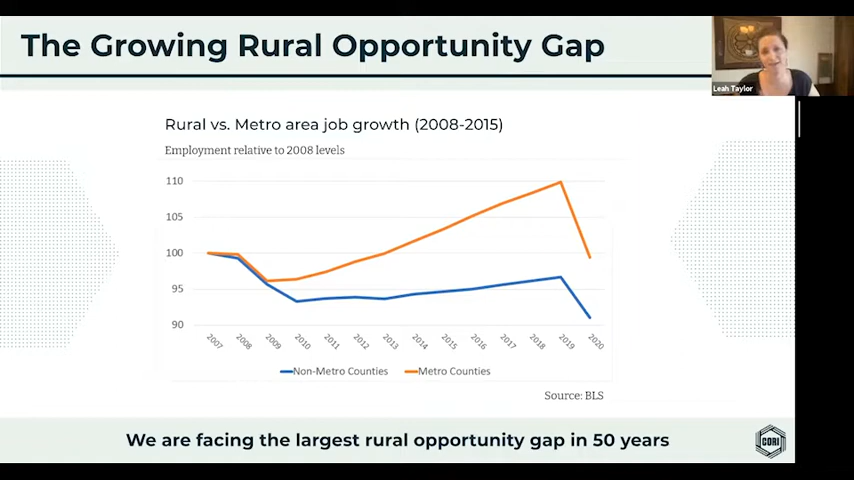 The Growing Rural Opportunity Gap
Leah Taylor
Rural vs. Metro area job growth (2008-2015)
Employment relative to 2008 levels
110
105
100
95
90
2007 2008 2009 2010 2011 2012 2013 2014 2015 2016 2017 2018 2019 2020
Non-Metro Counties Metro Counties
Source: BLS
We are facing the largest rural opportunity gap in 50 years
CORI